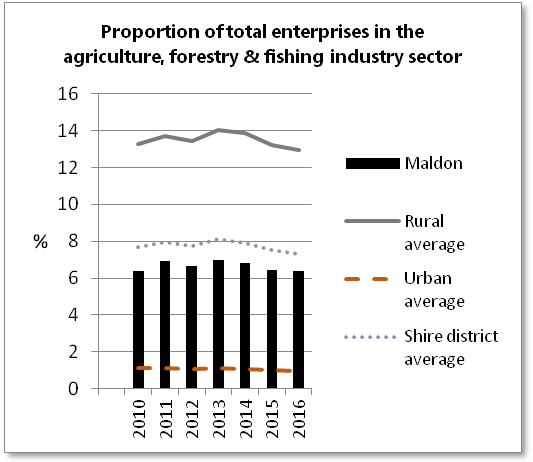 Proportion of total enterprises in the
agriculture, forestry & fishing industry sector
16
14
12
10
8
6
4
2
0
%
2010
2011
2012
2013
2014
2015
2016
Maldon
Rural
average
Urban
average
Shire district
average